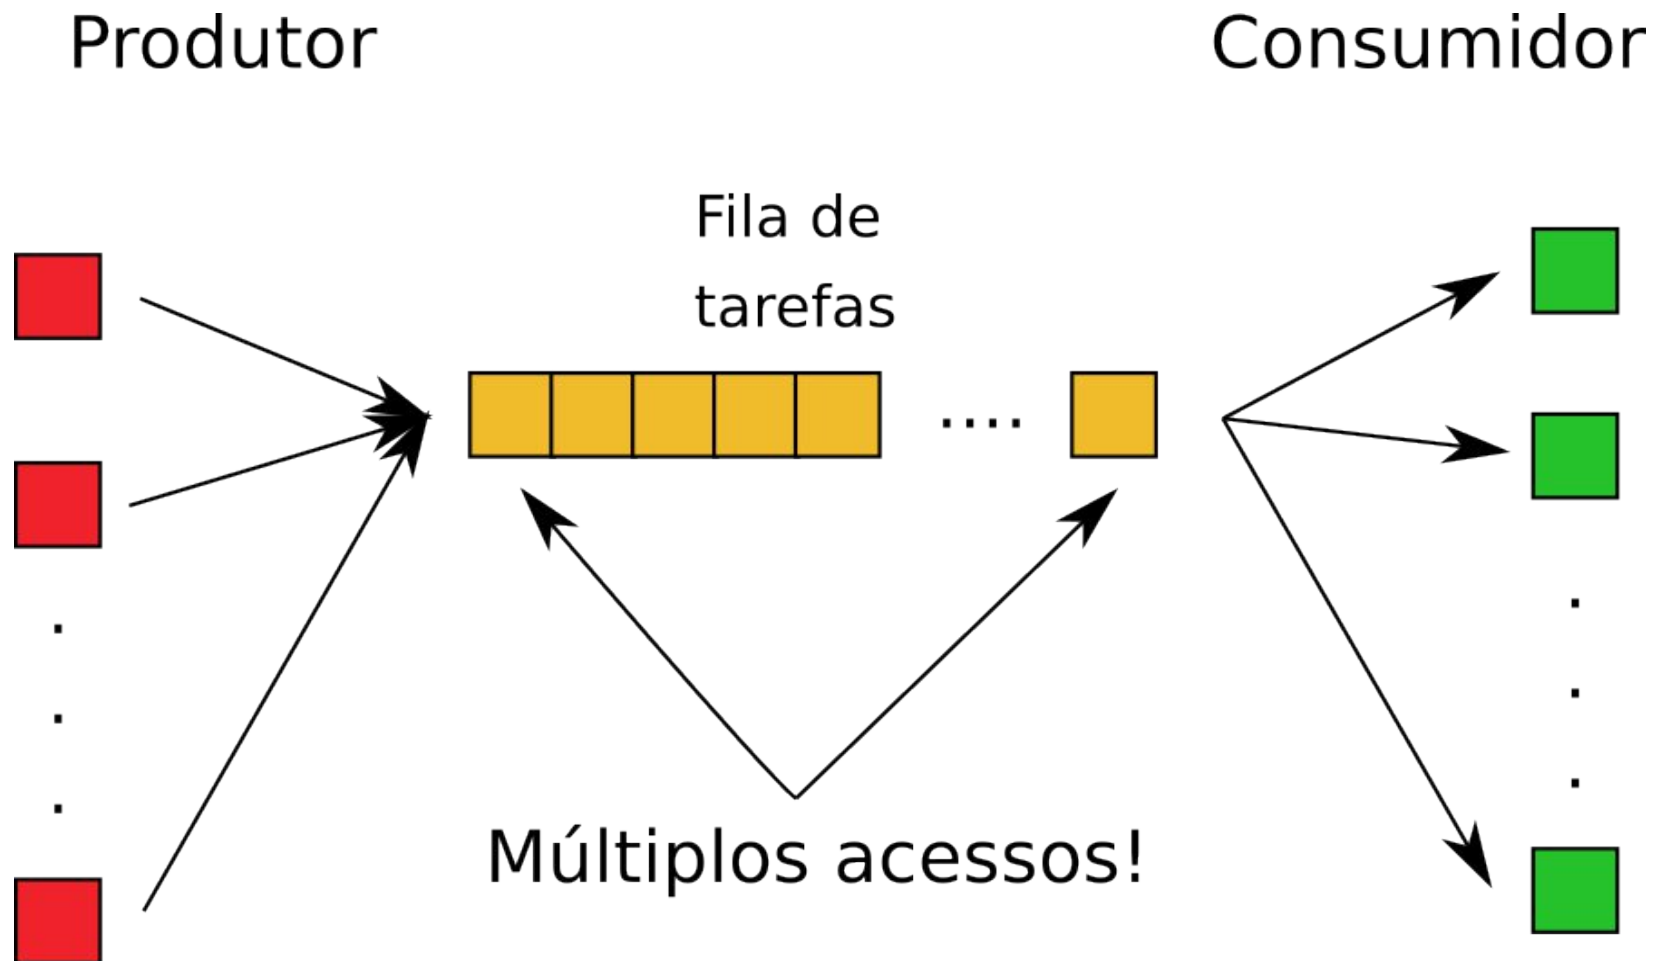 Produtor
Consumidor
Fila de
tarefas
....
Múltiplos acessos!